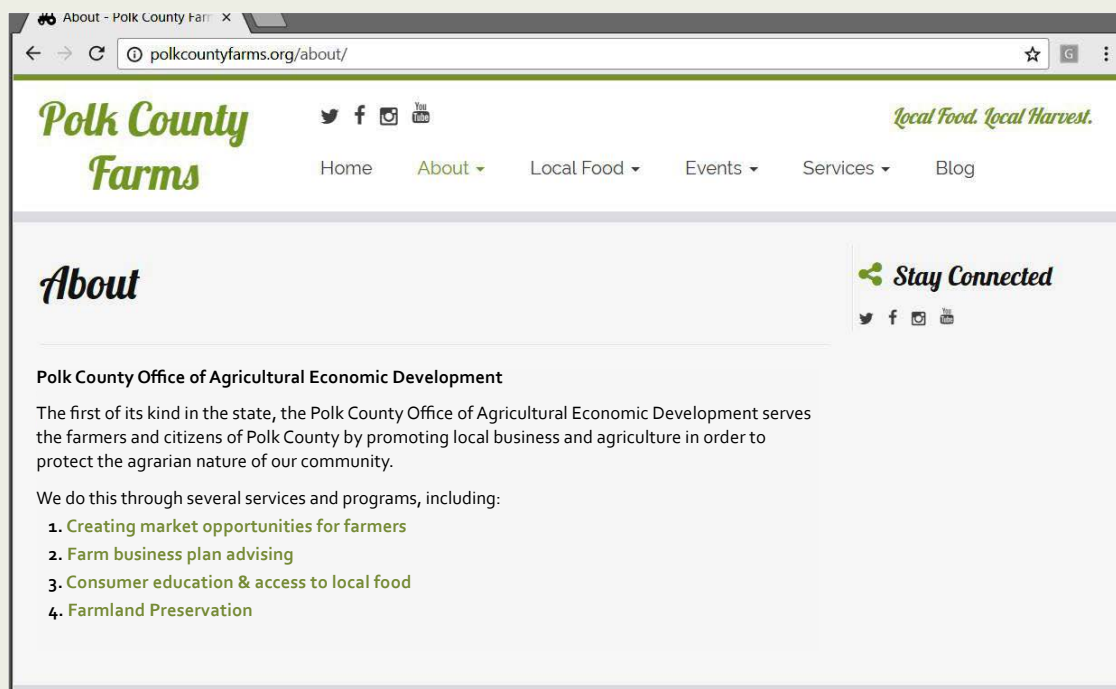 About - Polk County Farm
polkcountyfarms.org/about/
G
Polk County
Farms
You
Tube
Local Food. Local Harvest.
Home About Local Food Events Services Blog
About
Stay Connected
You
Tube
Polk County Office of Agricultural Economic Development
The first of its kind in the state, the Polk County Office of Agricultural Economic Development serves
the farmers and citizens of Polk County by promoting local business and agriculture in order to
protect the agrarian nature of our community.
We do this through several services and programs, including:
1. Creating market opportunities for farmers
2. Farm business plan advising
3. Consumer education & access to local food
4. Farmland Preservation